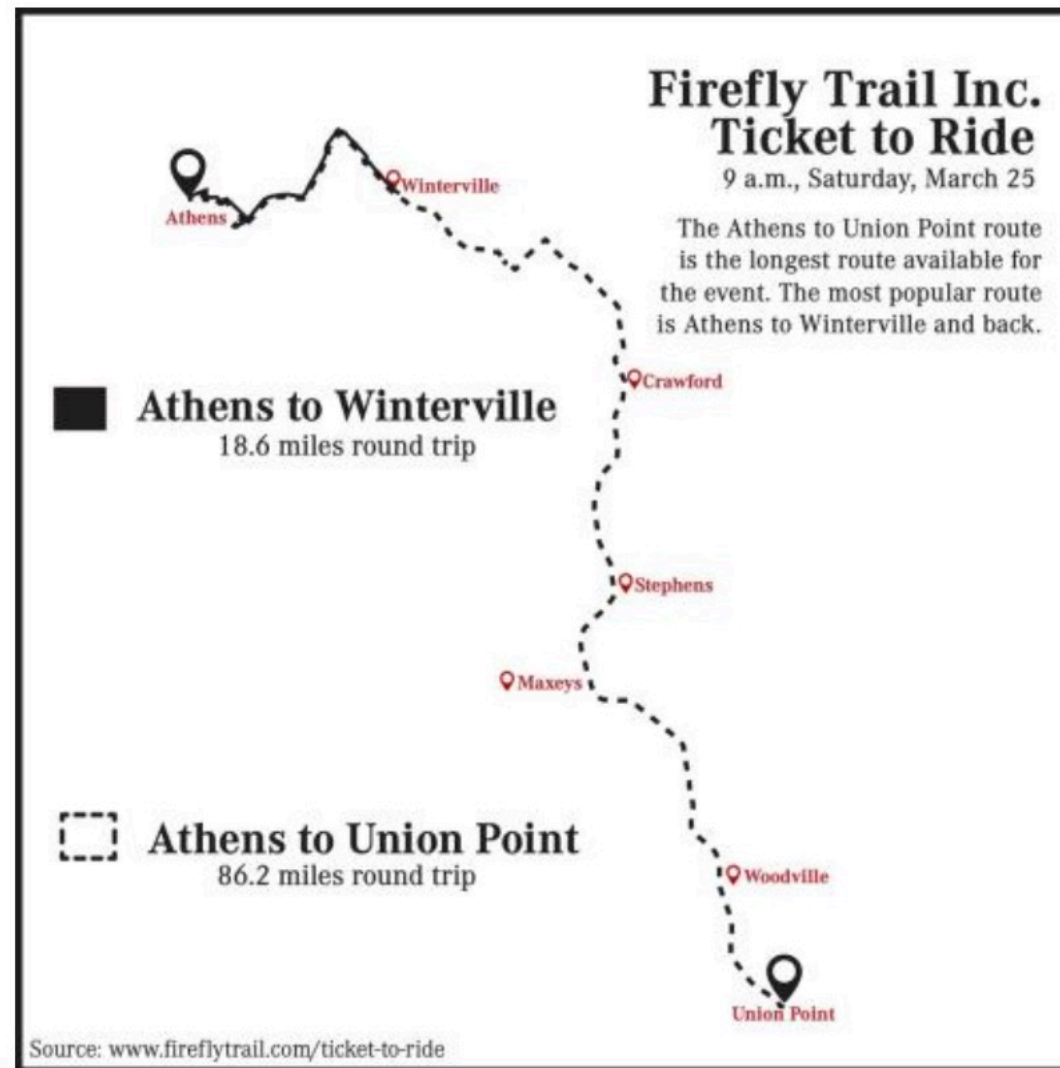 Firefly Trail Inc.
Ticket to Ride
9 a.m., Saturday, March 25
The Athens to Union Point route
is the longest route available for
the event. The most popular route
is Athens to Winterville and back.
Winterville
Athens
Crawford
Athens to Winterville
18.6 miles round trip
Stephens
Maxeys
Athens to Union Point
86.2 miles round trip
Woodville
Union Point
Source: www.fireflytrail.com/ticket-to-ride